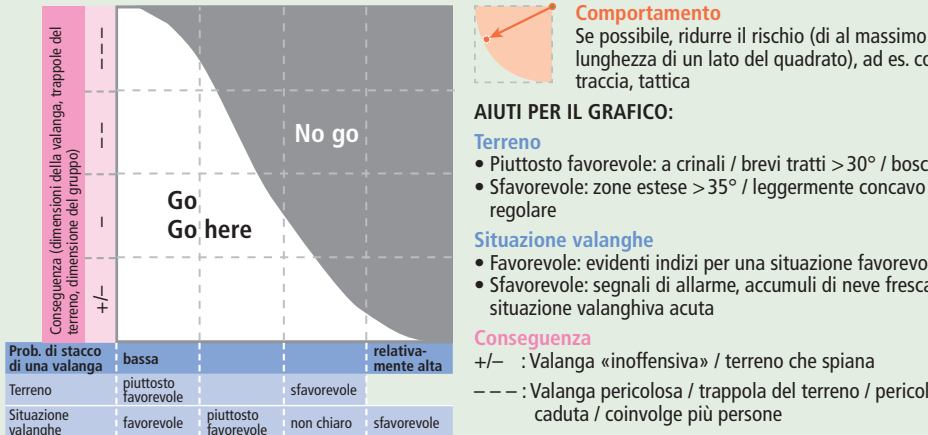 Conseguenza (dimensioni della valanga, trappole del
terreno, dimensione del gruppo)
– – –
– –
–
+/–
No go
Go
Go here
Prob. di stacco
di una valanga
bassa
relativa-
mente alta
Terreno
piuttosto
favorevole
sfavorevole
Situazione
valanghe
favorevole
piuttosto
favorevole
non chiaro
sfavorevole
Comportamento
Se possibile, ridurre il rischio (di al massimo
lunghezza di un lato del quadrato), ad es. co
traccia, tattica
AIUTI PER IL GRAFICO:
Terreno
• Piuttosto favorevole: a crinali / brevi tratti >30° / bosc
• Sfavorevole: zone estese >35° / leggermente concavo
regolare
Situazione valanghe
• Favorevole: evidenti indizi per una situazione favorevo
• Sfavorevole: segnali di allarme, accumuli di neve fresca
situazione valanghiva acuta
Conseguenza
+/– : Valanga «inoffensiva» / terreno che spiana
– – – : Valanga pericolosa / trappola del terreno / pericol
caduta / coinvolge più persone